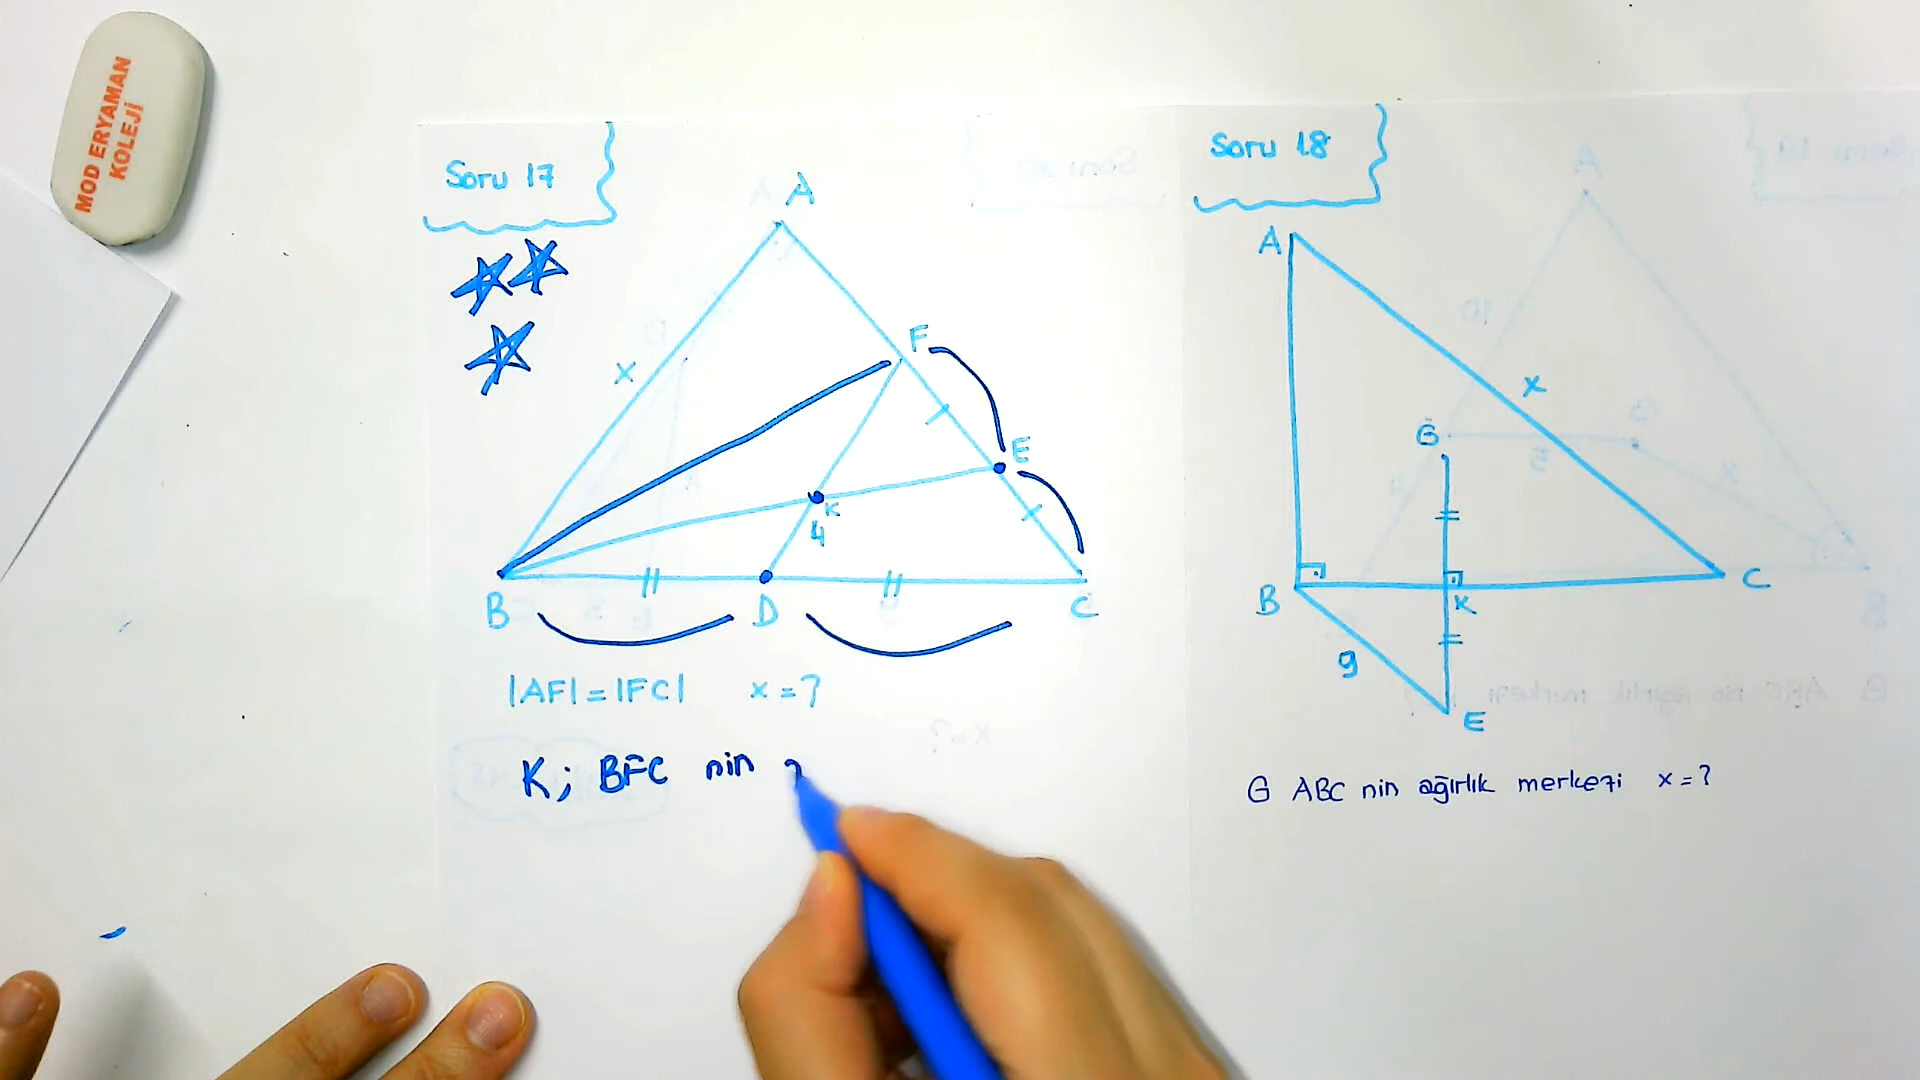 MOD ERYAMAN
KOLEJİ
Soru 17
A
x
F
E
K
4
B
D
C
|AF| = |FC| x = ?
K; BFC nin
Soru 18
A
x
G
B
K
C
9
E
G ABC nin ağırlık merkezi x = ?